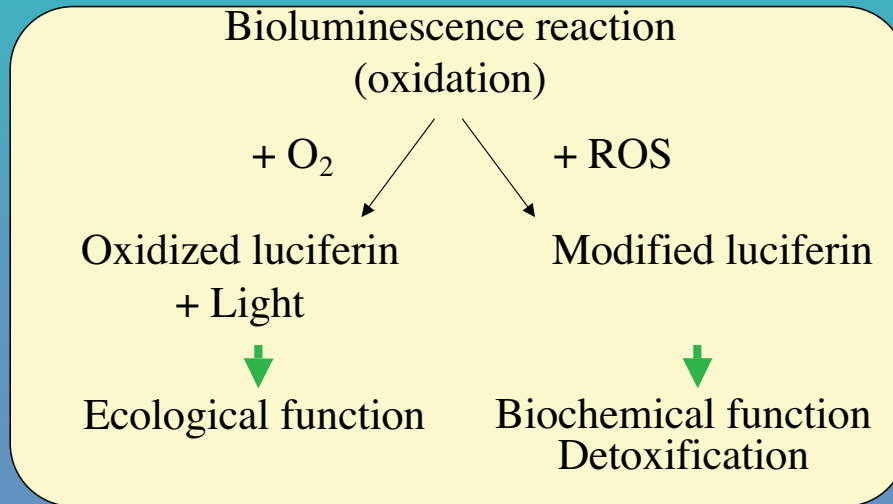 Bioluminescence reaction
(oxidation)
+ O₂
+ ROS
Oxidized luciferin
+ Light
Modified luciferin
Ecological function
Biochemical function
Detoxification